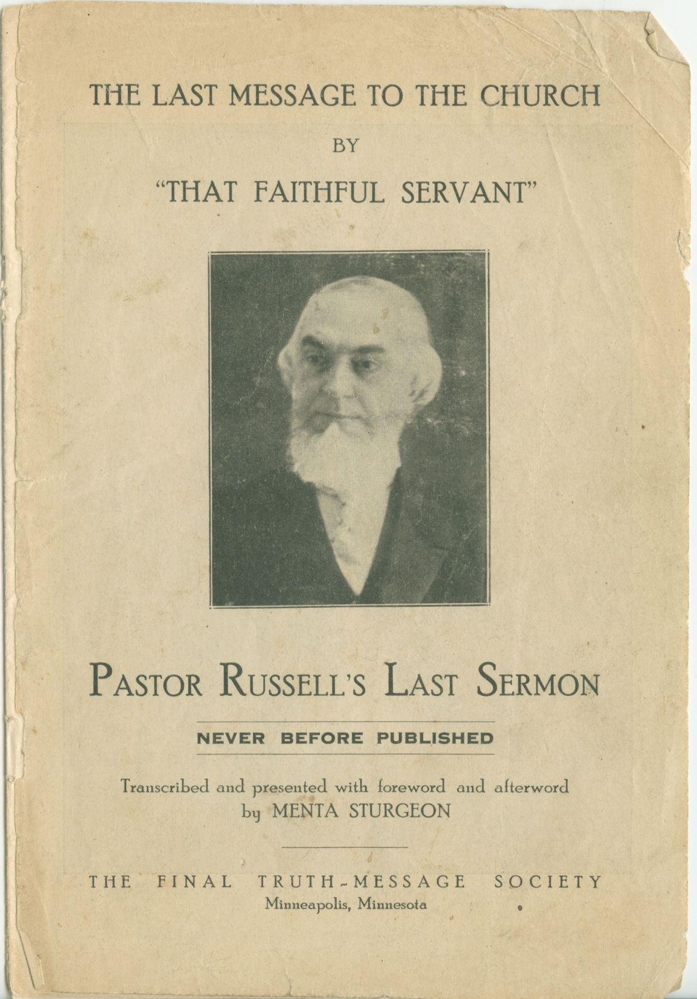 THE LAST MESSAGE TO THE CHURCH
BY
“THAT FAITHFUL SERVANT”
PASTOR RUSSELL’S LAST SERMON
NEVER BEFORE PUBLISHED
Transcribed and presented with foreword and afterword
by MENTA STURGEON
THE FINAL TRUTH-MESSAGE SOCIETY
Minneapolis, Minnesota